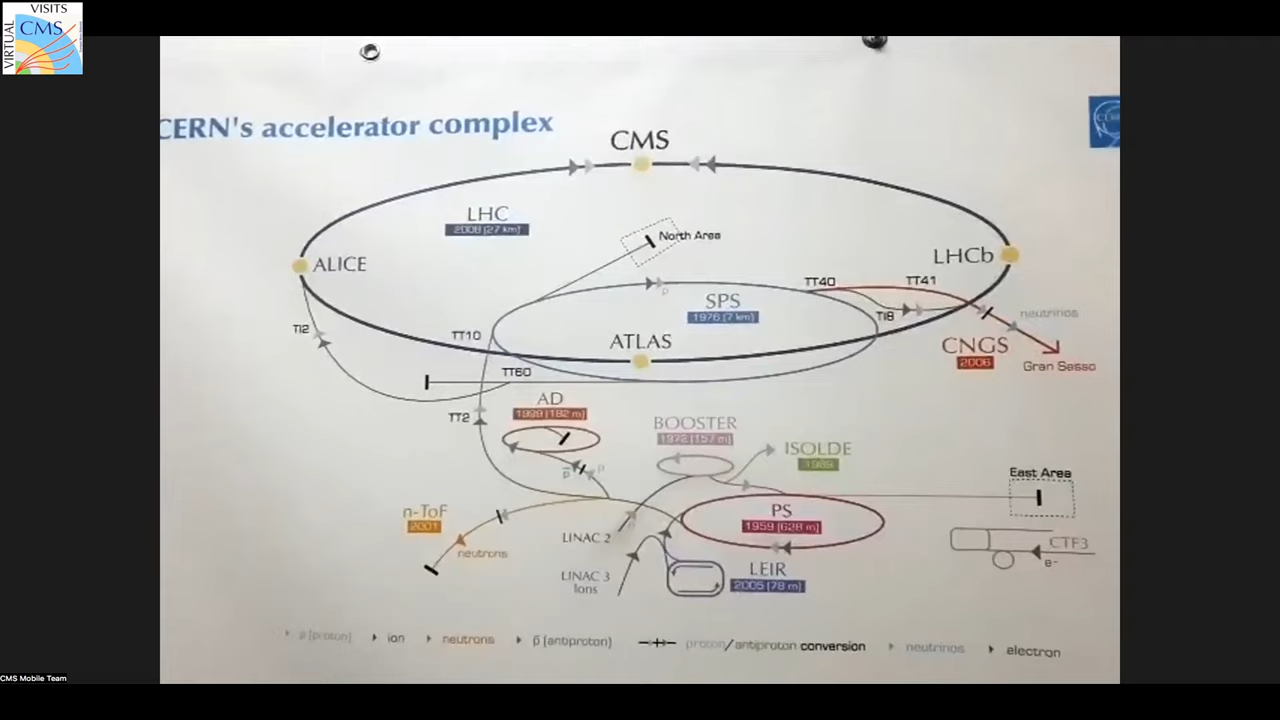 VISITS
VIRTUAL
CMS
CERN's accelerator complex
CMS
LHC
2008 (27 km)
North Area
ALICE
LHCb
TT40
TT41
SPS
1976 (7 km)
TI8
neutrinos
TI2
TT10
ATLAS
CNGS
2006
Gran Sasso
TT60
AD
1999 (182 m)
TT2
BOOSTER
1972 (157 m)
ISOLDE
1989
p
p̅
p
East Area
n-ToF
2001
PS
1959 (628 m)
LINAC 2
neutrons
CTF3
e-
LEIR
2005 (78 m)
LINAC 3
Ions
p (proton)
ion
neutrons
p̅ (antiproton)
proton/antiproton conversion
neutrinos
electron
CMS Mobile Team